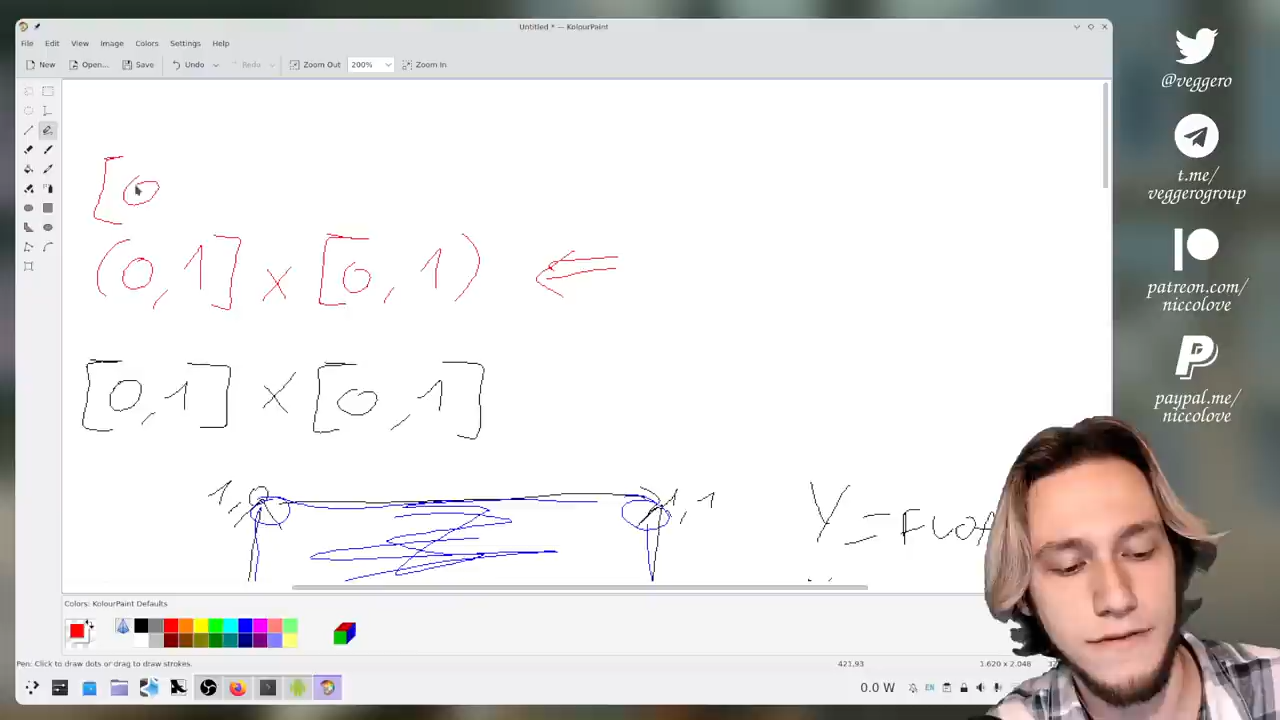 Untitled * — KolourPaint
File Edit View Image Colors Settings Help
New Open... Save Undo Redo Zoom Out 200% Zoom In
[0
(0,1] x [0,1)
[0,1] x [0,1]
1,
1,1
Y =
Colors: KolourPaint Defaults
Pen: Click to draw dots or drag to draw strokes.
421,93
1.620 x 2.048
0.0 W
EN
@veggero
t.me/
veggerogroup
patreon.com/
niccolove
paypal.me/
niccolove